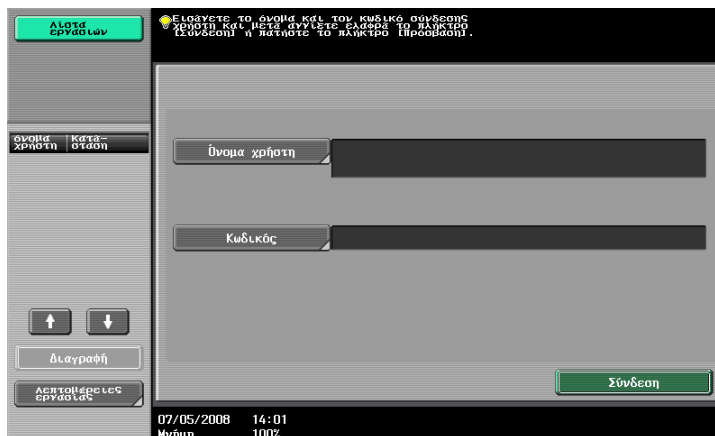 Λίστα
εργασιών
Εισάγετε το όνομα και τον κωδικό σύνδεσης
χρήστη και μετά αγγίξτε ελαφρά το πλήκτρο
[Σύνδεση] ή πατήστε το πλήκτρο [Πρόσβαση].
όνομα Κατά-
χρήστη σταση
Όνομα χρήστη
Κωδικός
Διαγραφή
Λεπτομέρειες
εργασίας
Σύνδεση
07/05/2008 14:01
Μνήμη 100%